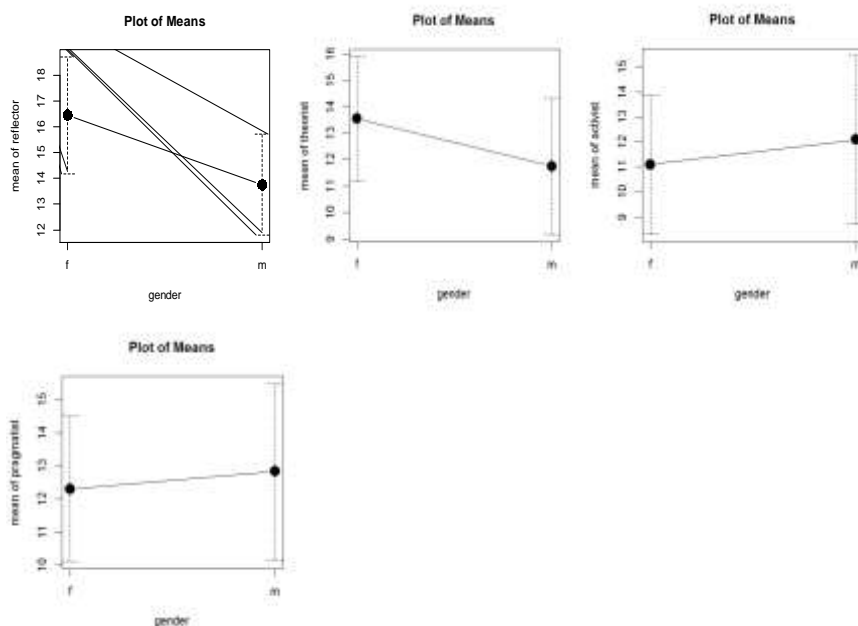 Plot of Means
mean of reflector
18
17
16
15
14
13
12
f
m
gender
Plot of Means
mean of theorist
16
15
14
13
12
11
10
9
f
m
gender
Plot of Means
mean of activist
15
14
13
12
11
10
9
f
m
gender
Plot of Means
mean of pragmatist
15
14
13
12
11
10
f
m
gender